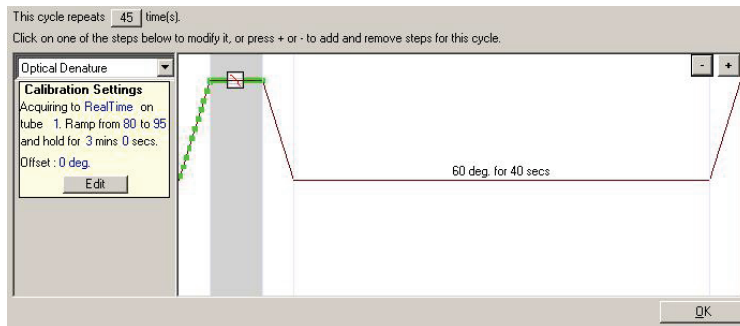 This cycle repeats 45 time(s).
Click on one of the steps below to modify it, or press + or - to add and remove steps for this cycle.
Optical Denature
- +
Calibration Settings
Acquiring to RealTime on
tube 1. Ramp from 80 to 95
and hold for 3 mins 0 secs.
Offset : 0 deg.
Edit
60 deg. for 40 secs
OK